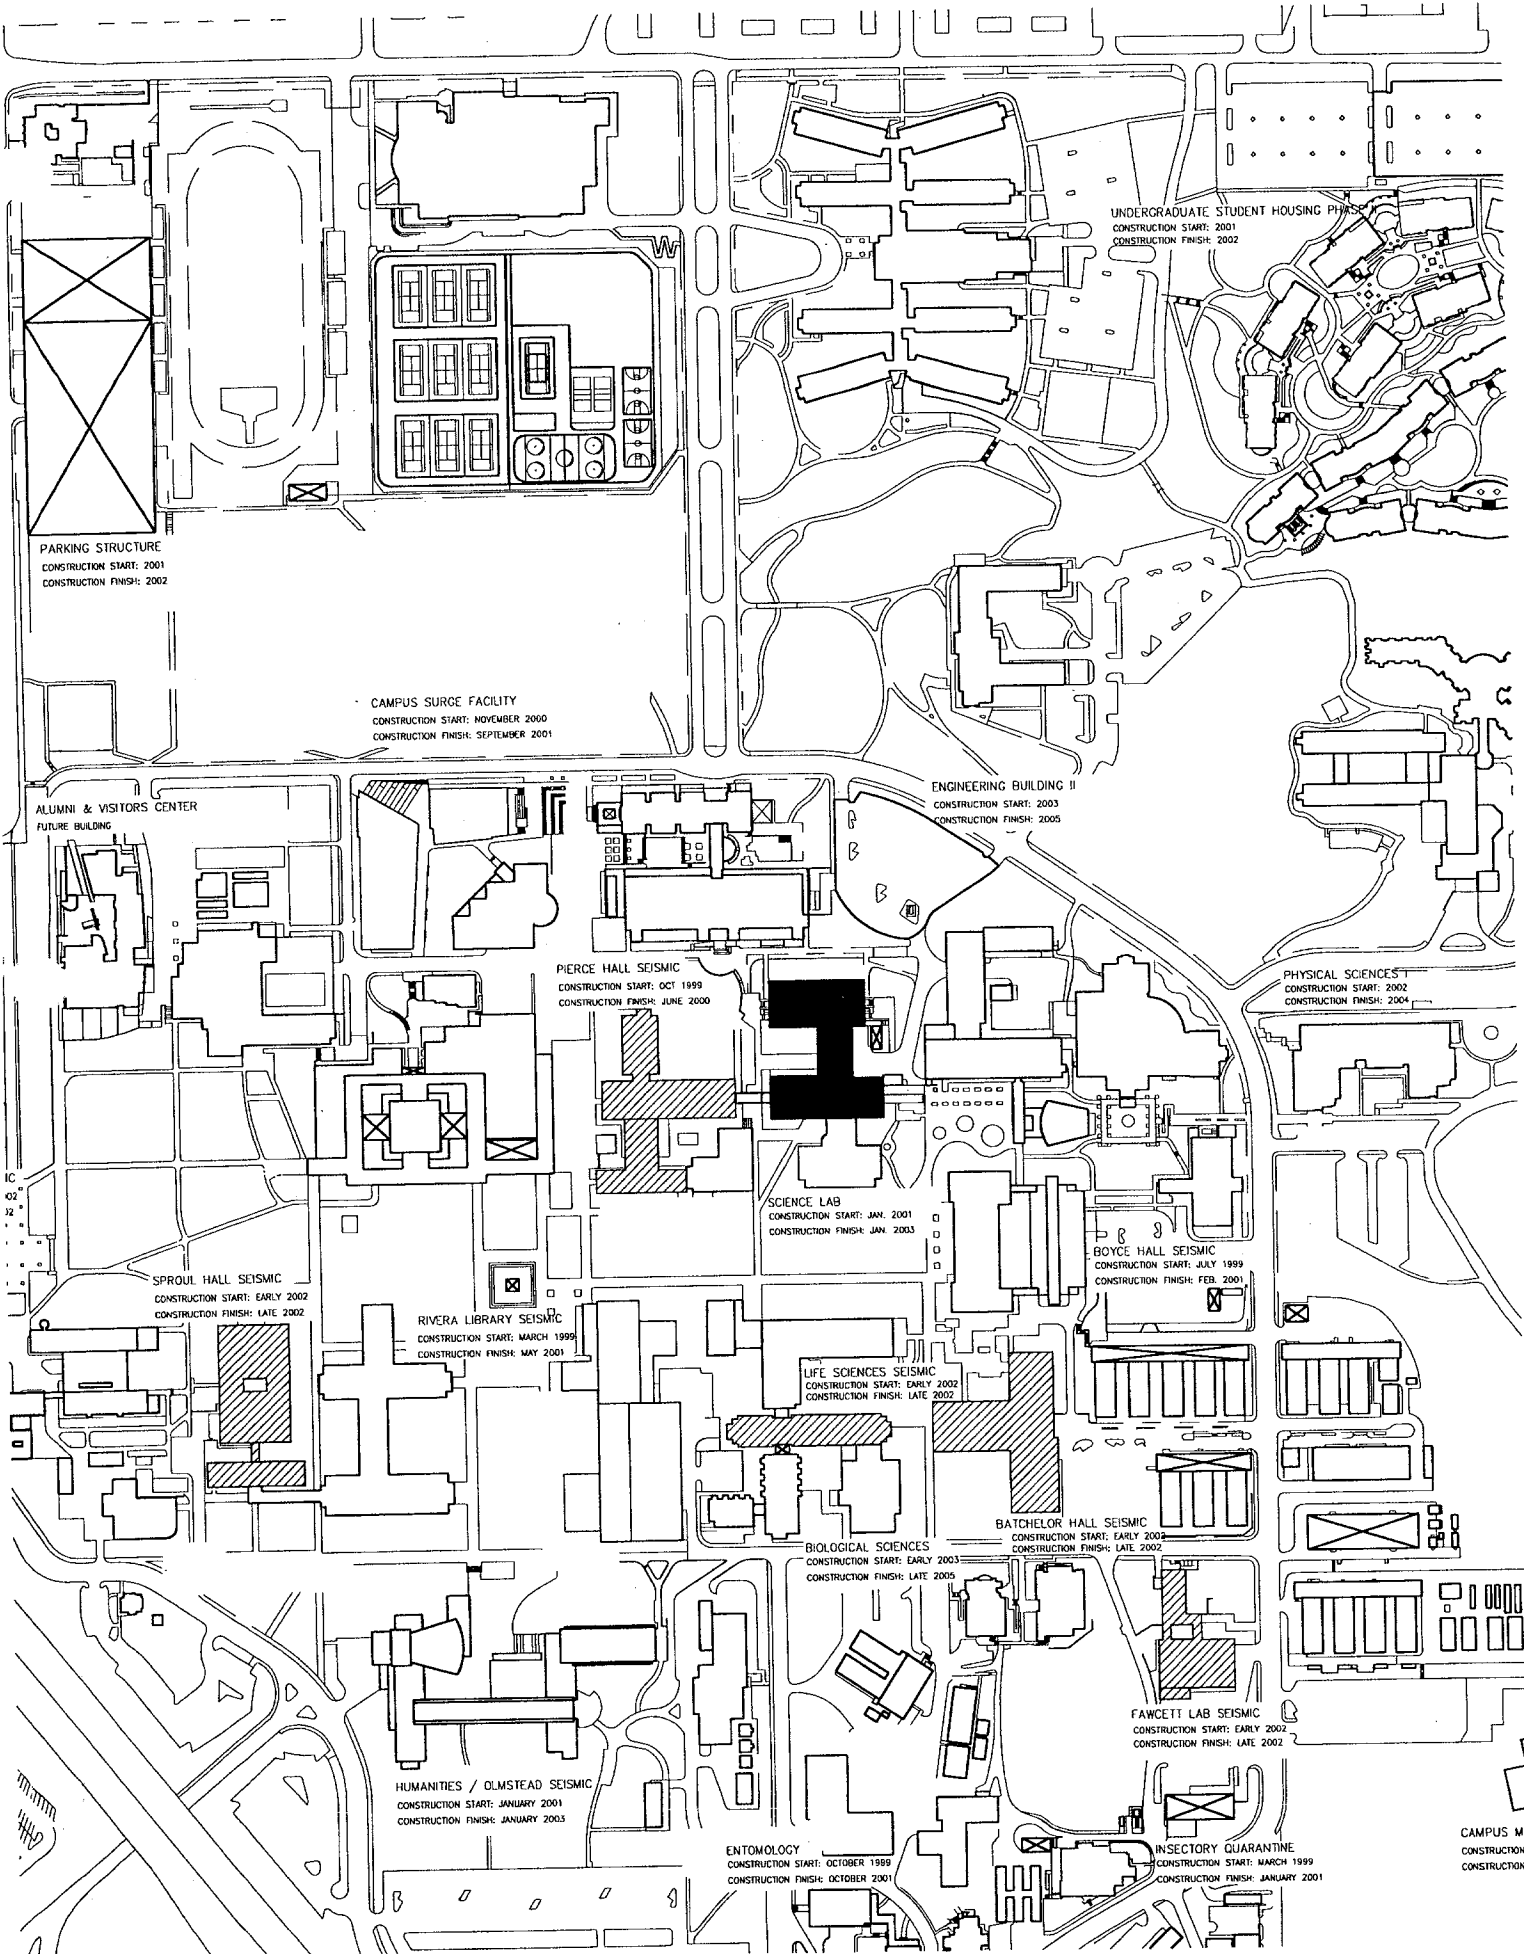 UNDERGRADUATE STUDENT HOUSING PHASE II
CONSTRUCTION START: 2001
CONSTRUCTION FINISH: 2002
PARKING STRUCTURE
CONSTRUCTION START: 2001
CONSTRUCTION FINISH: 2002
CAMPUS SURGE FACILITY
CONSTRUCTION START: NOVEMBER 2000
CONSTRUCTION FINISH: SEPTEMBER 2001
ENGINEERING BUILDING II
CONSTRUCTION START: 2003
CONSTRUCTION FINISH: 2005
ALUMNI & VISITORS CENTER
FUTURE BUILDING
PIERCE HALL SEISMIC
CONSTRUCTION START: OCT 1999
CONSTRUCTION FINISH: JUNE 2000
PHYSICAL SCIENCES I
CONSTRUCTION START: 2002
CONSTRUCTION FINISH: 2004
IC
002
02
SCIENCE LAB
CONSTRUCTION START: JAN. 2001
CONSTRUCTION FINISH: JAN. 2003
BOYCE HALL SEISMIC
CONSTRUCTION START: JULY 1999
CONSTRUCTION FINISH: FEB. 2001
SPROUL HALL SEISMIC
CONSTRUCTION START: EARLY 2002
CONSTRUCTION FINISH: LATE 2002
RIVERA LIBRARY SEISMIC
CONSTRUCTION START: MARCH 1999
CONSTRUCTION FINISH: MAY 2001
LIFE SCIENCES SEISMIC
CONSTRUCTION START: EARLY 2002
CONSTRUCTION FINISH: LATE 2002
BATCHELOR HALL SEISMIC
CONSTRUCTION START: EARLY 2002
CONSTRUCTION FINISH: LATE 2002
BIOLOGICAL SCIENCES
CONSTRUCTION START: EARLY 2003
CONSTRUCTION FINISH: LATE 2005
FAWCETT LAB SEISMIC
CONSTRUCTION START: EARLY 2002
CONSTRUCTION FINISH: LATE 2002
HUMANITIES / OLMSTEAD SEISMIC
CONSTRUCTION START: JANUARY 2001
CONSTRUCTION FINISH: JANUARY 2003
ENTOMOLOGY
CONSTRUCTION START: OCTOBER 1999
CONSTRUCTION FINISH: OCTOBER 2001
INSECTORY QUARANTINE
CONSTRUCTION START: MARCH 1999
CONSTRUCTION FINISH: JANUARY 2001
CAMPUS M
CONSTRUCTION
CONSTRUCTION